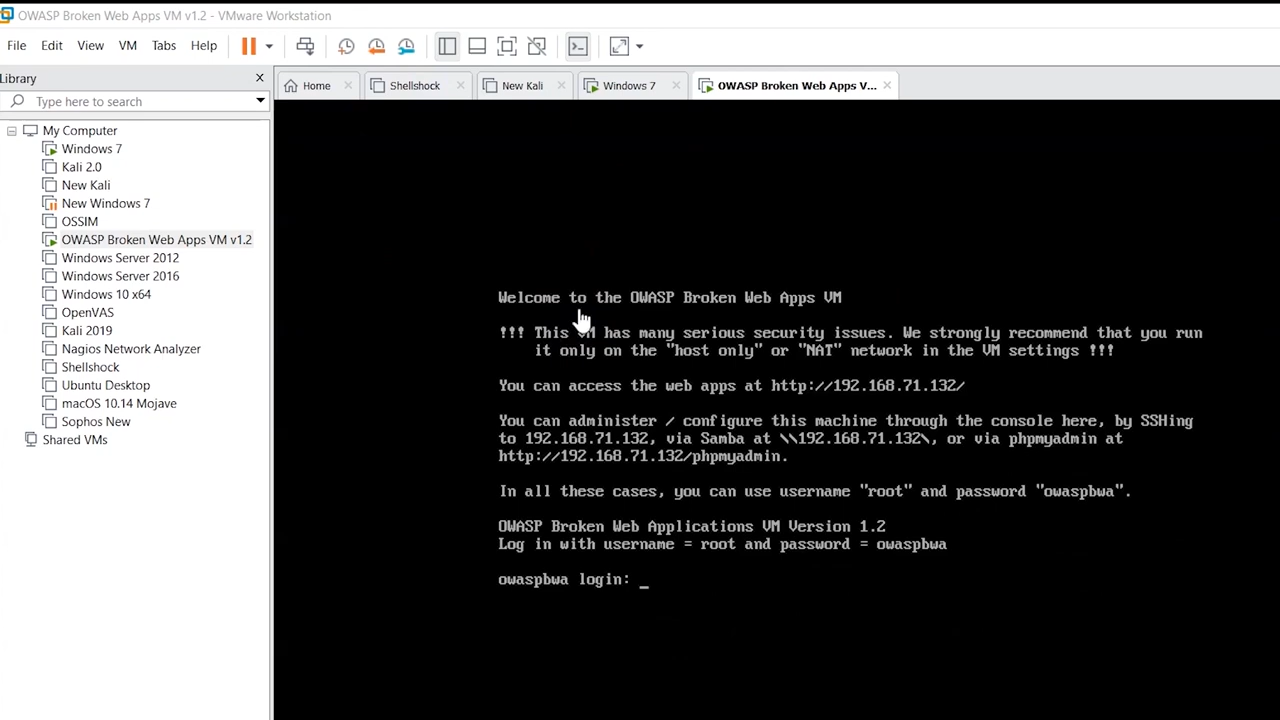 OWASP Broken Web Apps VM v1.2 - VMware Workstation
File Edit View VM Tabs Help
Library
Type here to search
My Computer
Windows 7
Kali 2.0
New Kali
New Windows 7
OSSIM
OWASP Broken Web Apps VM v1.2
Windows Server 2012
Windows Server 2016
Windows 10 x64
OpenVAS
Kali 2019
Nagios Network Analyzer
Shellshock
Ubuntu Desktop
macOS 10.14 Mojave
Sophos New
Shared VMs
Home Shellshock New Kali Windows 7 OWASP Broken Web Apps V...
Welcome to the OWASP Broken Web Apps VM
!!! This VM has many serious security issues. We strongly recommend that you run
it only on the "host only" or "NAT" network in the VM settings !!!
You can access the web apps at http://192.168.71.132/
You can administer / configure this machine through the console here, by SSHing
to 192.168.71.132, via Samba at \\192.168.71.132\, or via phpmyadmin at
http://192.168.71.132/phpmyadmin.
In all these cases, you can use username "root" and password "owaspbwa".
OWASP Broken Web Applications VM Version 1.2
Log in with username = root and password = owaspbwa
owaspbwa login: _